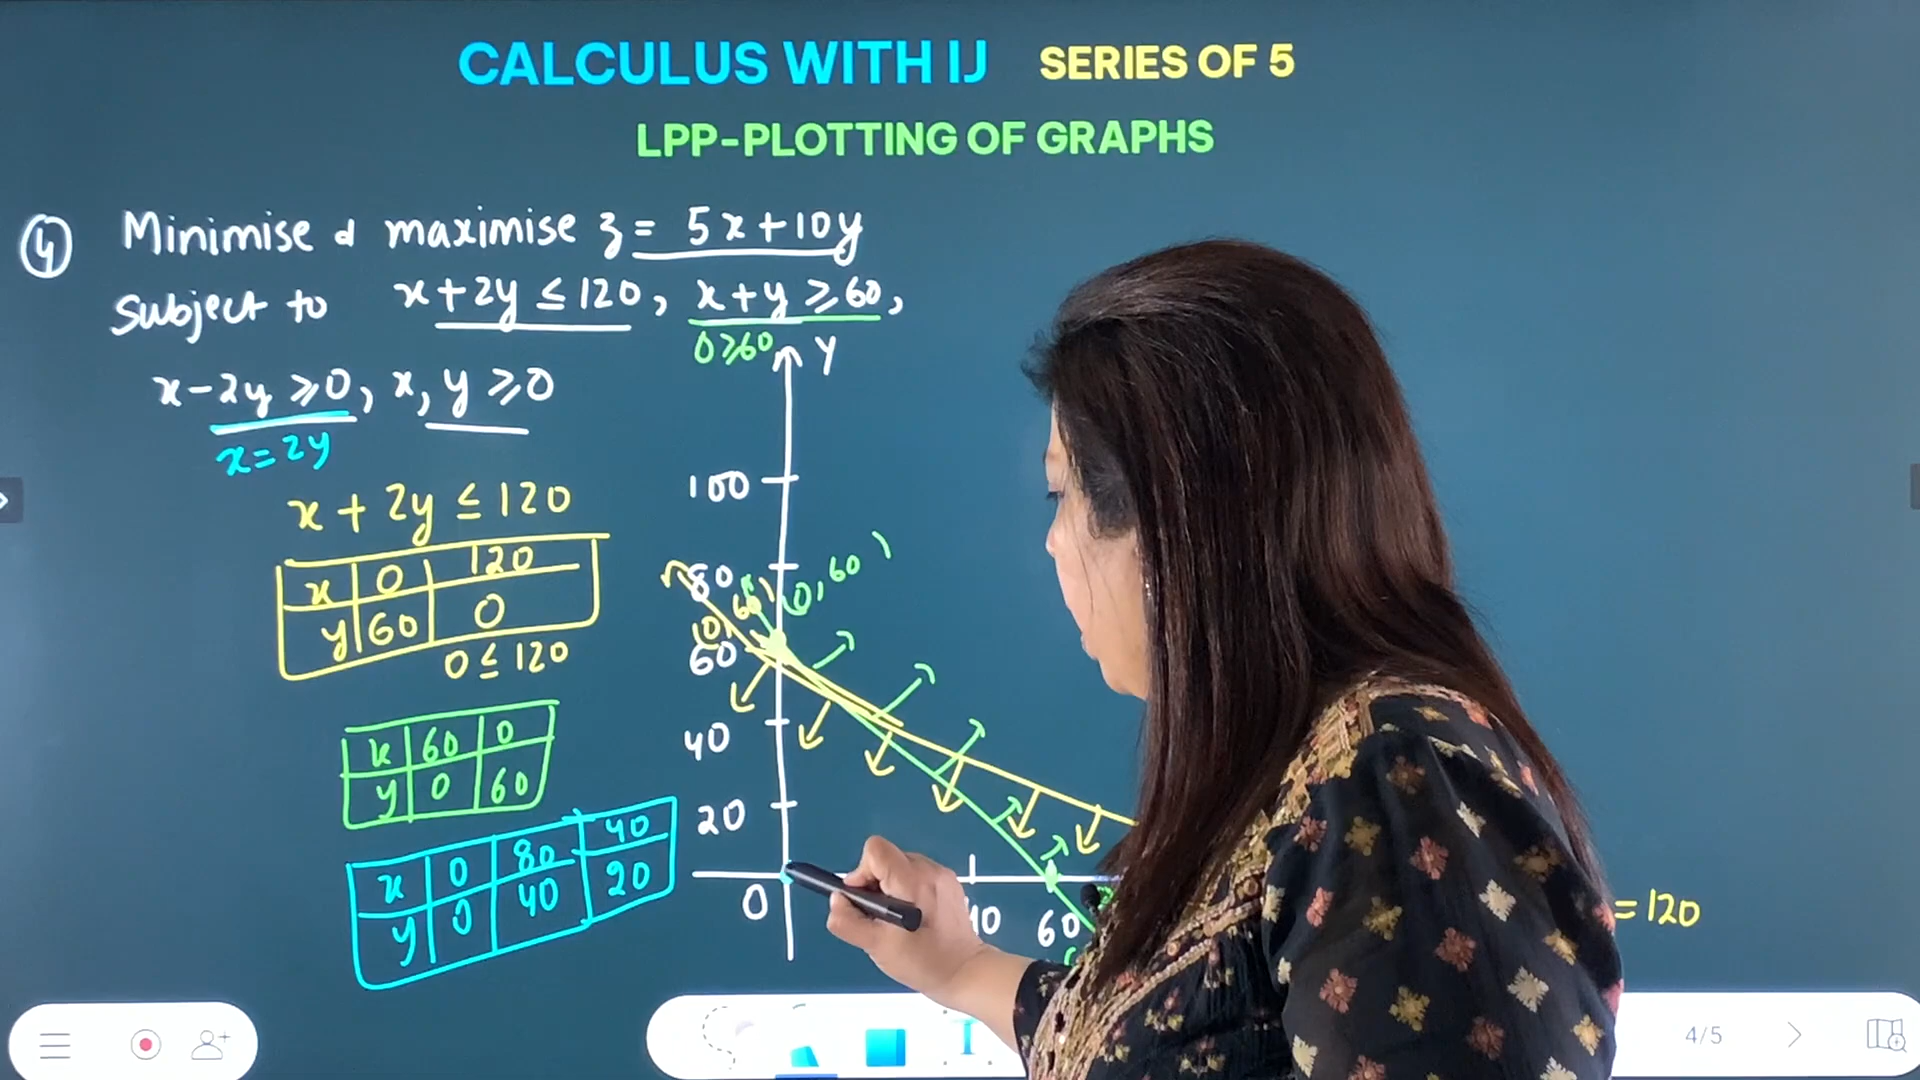 CALCULUS WITH IJ SERIES OF 5
LPP-PLOTTING OF GRAPHS
4 Minimise & maximise z = 5x+10y
subject to x+2y ≤ 120, x+y ≥ 60,
0≥60
x-2y ≥ 0, x, y ≥ 0
x=2y
x + 2y ≤ 120
x 0 120
y 60 0
0 ≤ 120
x 60 0
y 0 60
x 0 80 40
y 0 40 20
Y
100
80
(0,60)
(0,60)
60
40
20
0
40 60
= 120
T
4/5